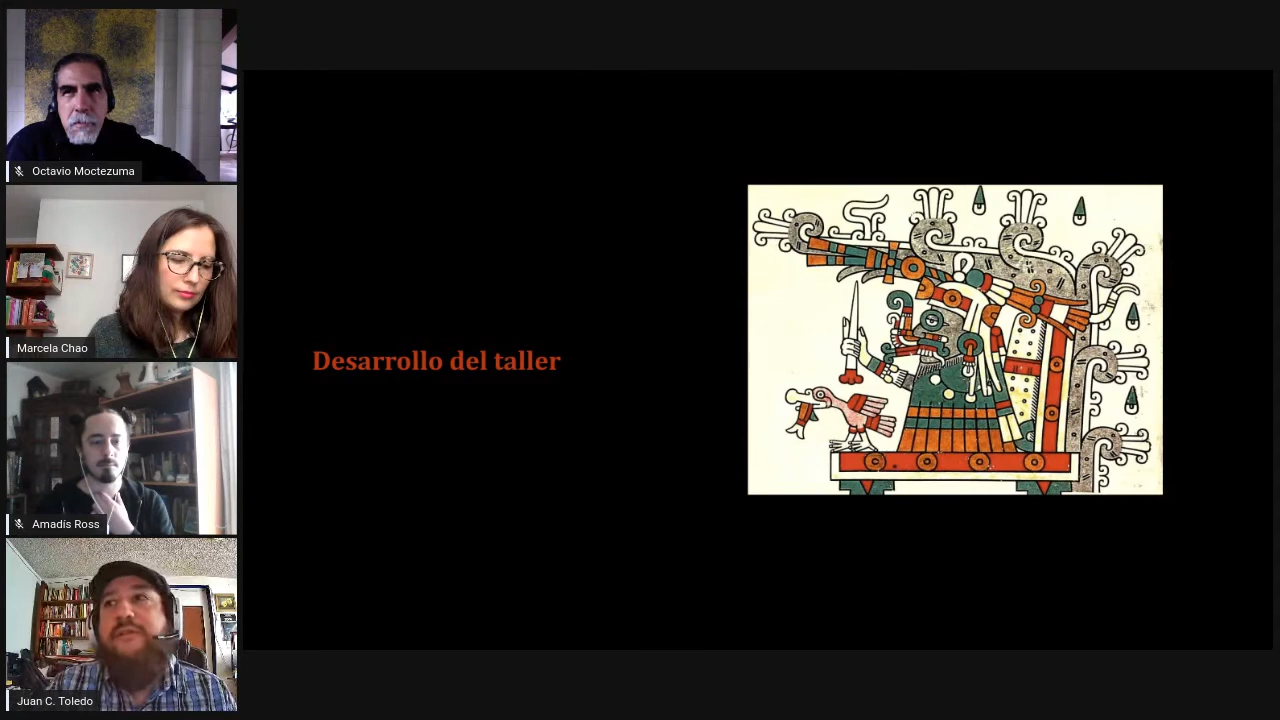 Octavio Moctezuma
Marcela Chao
Amadís Ross
Juan C. Toledo
Desarrollo del taller